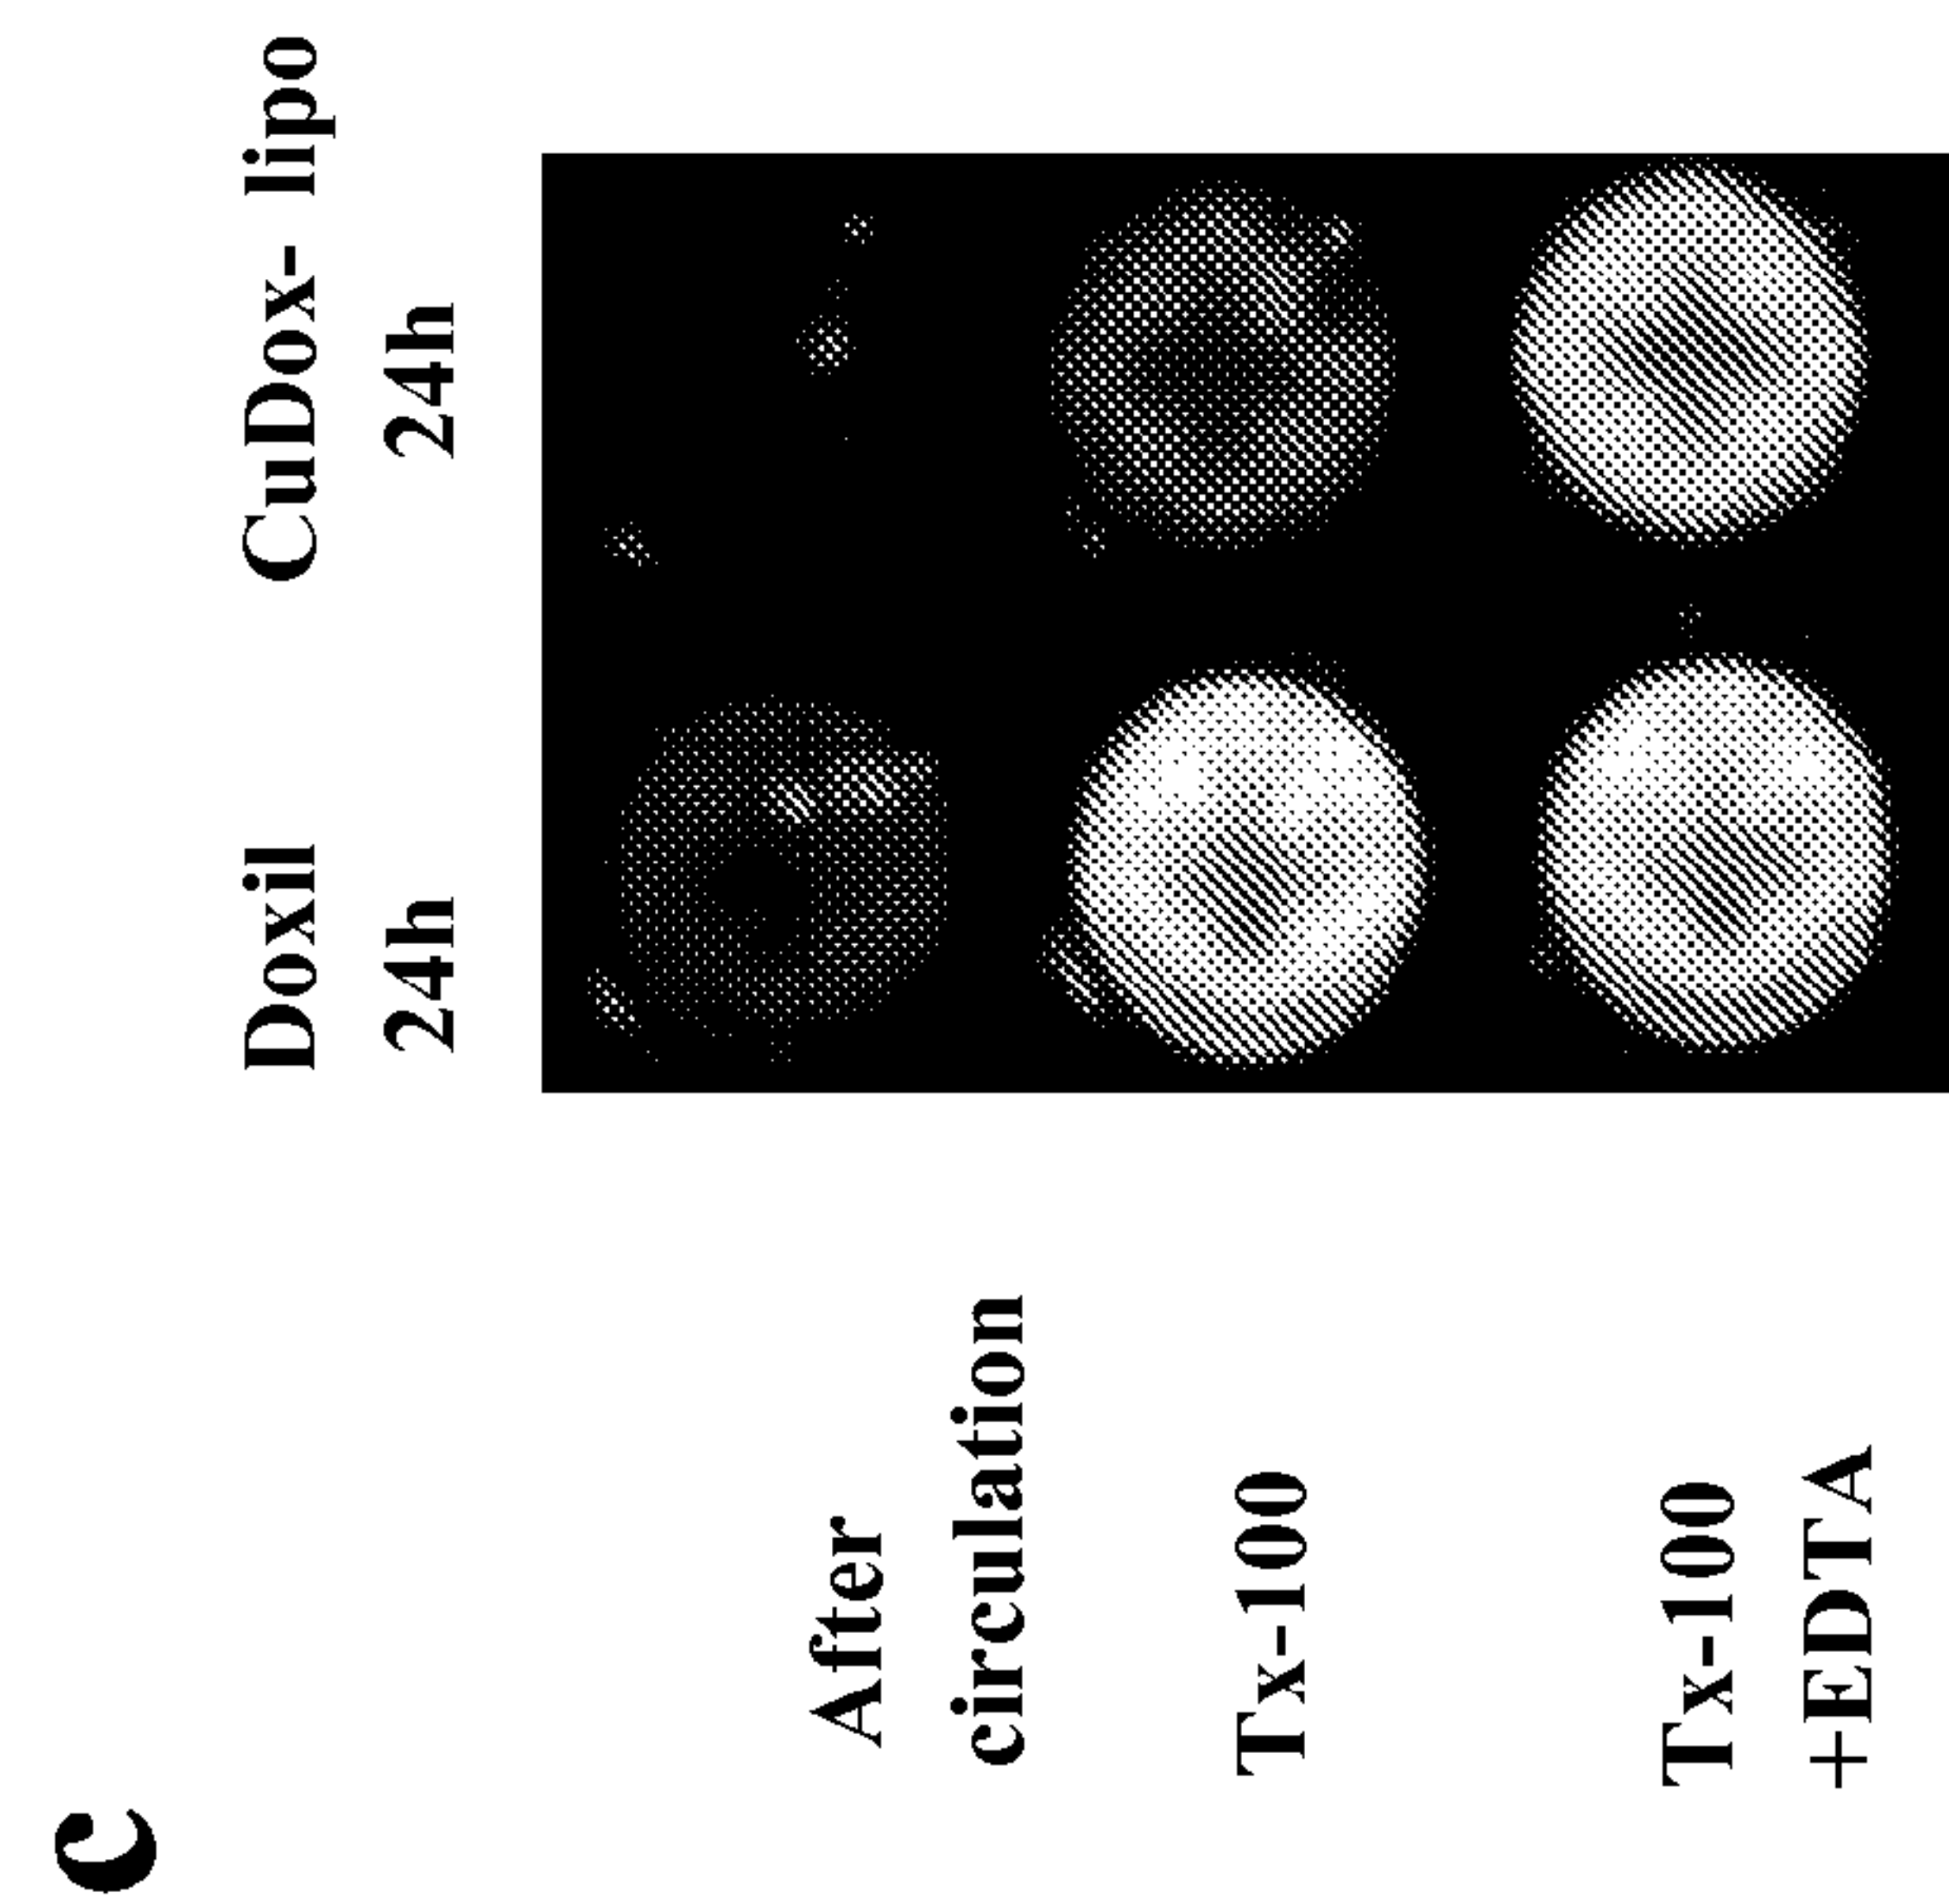 c
Doxil
24h
CuDox- lipo
24h
After
circulation
Tx-100
Tx-100
+EDTA